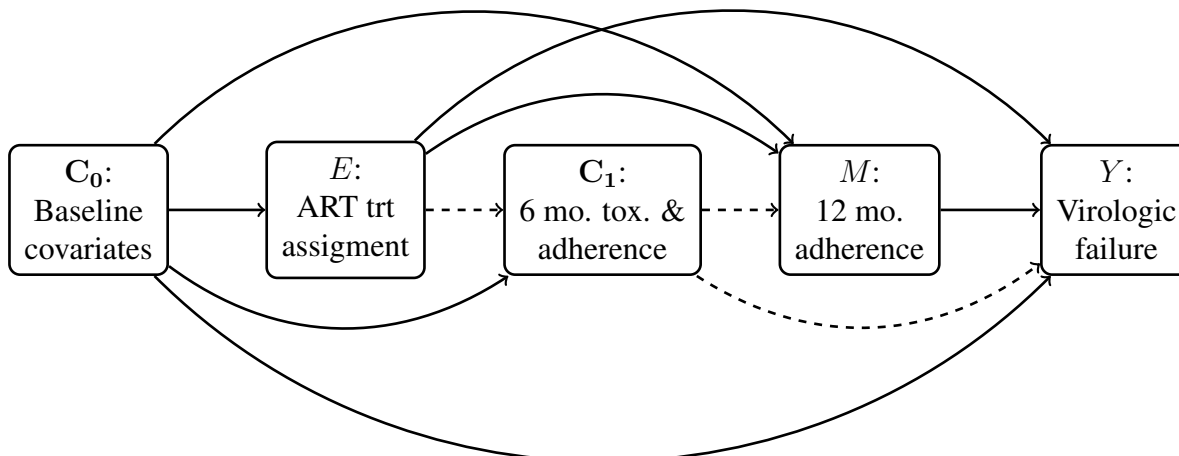 C₀:
Baseline
covariates
E:
ART trt
assigment
C₁:
6 mo. tox. &
adherence
M:
12 mo.
adherence
Y:
Virologic
failure